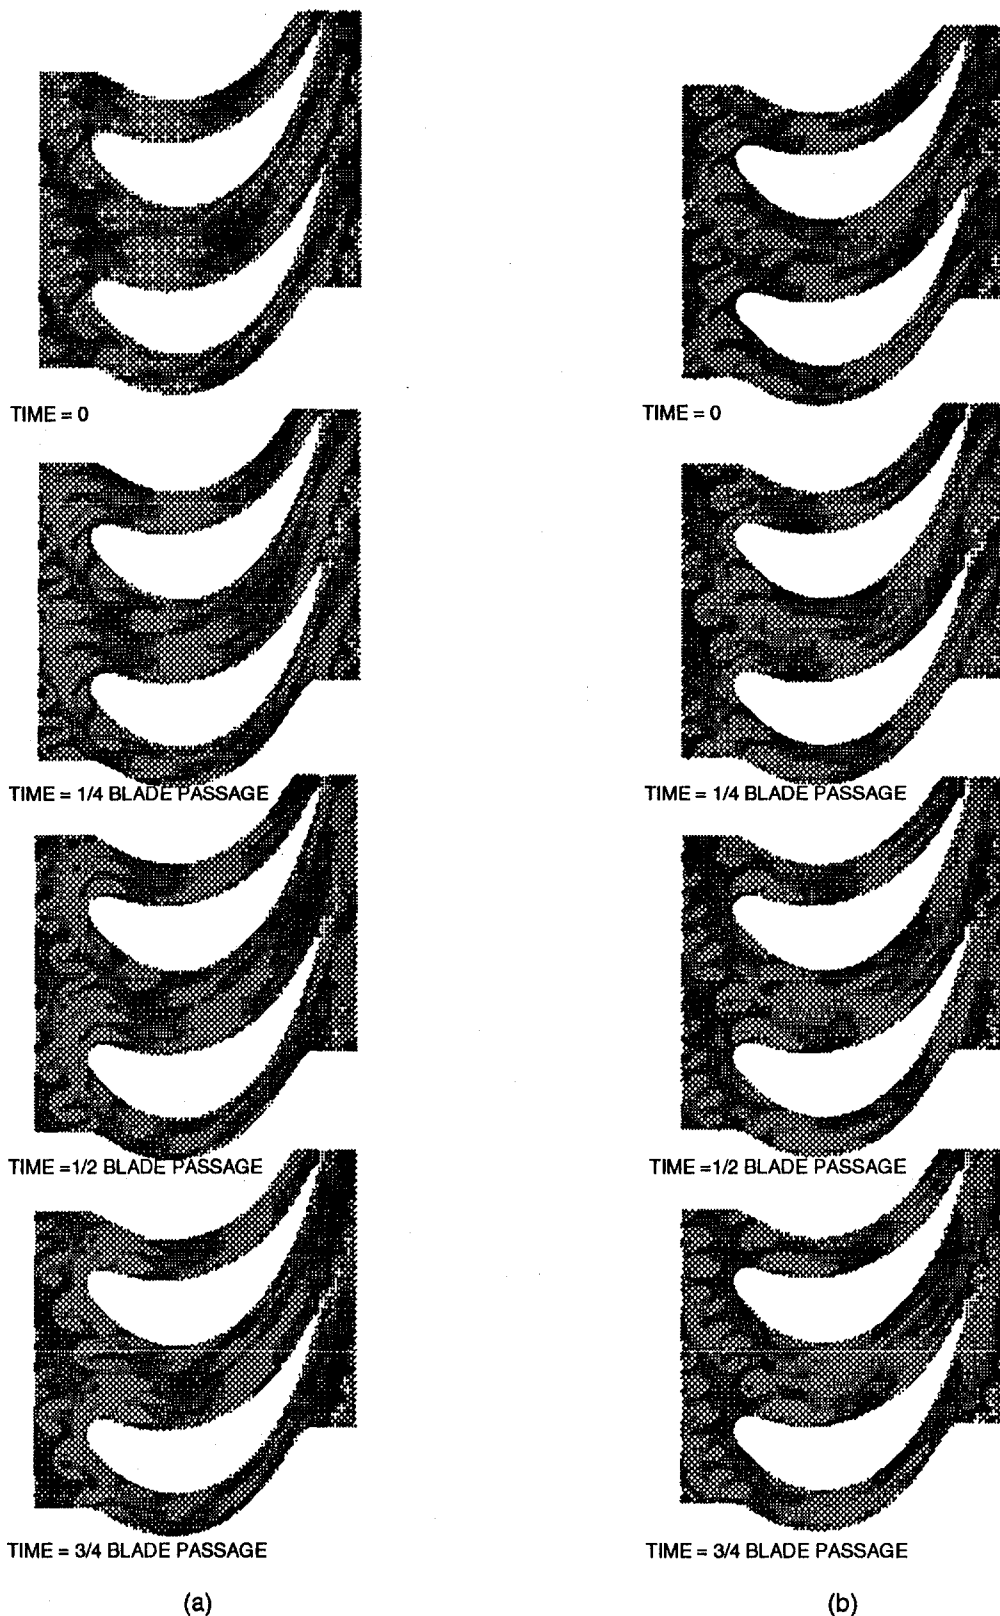 TIME = 0
TIME = 0
TIME = 1/4 BLADE PASSAGE
TIME = 1/4 BLADE PASSAGE
TIME =1/2 BLADE PASSAGE
TIME =1/2 BLADE PASSAGE
TIME = 3/4 BLADE PASSAGE
TIME = 3/4 BLADE PASSAGE
(a)
(b)